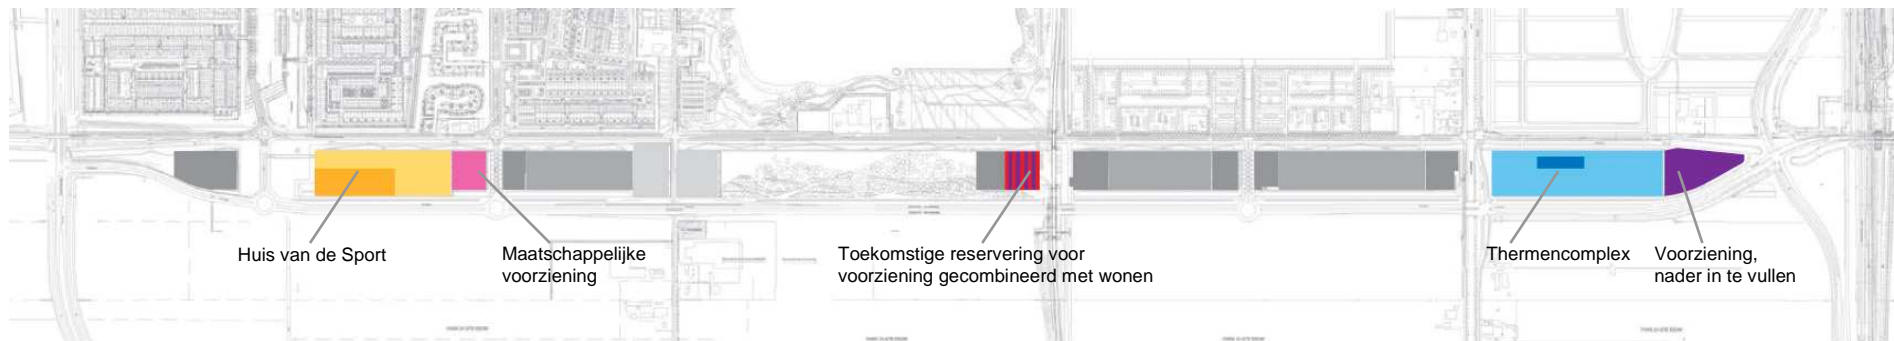 Huis van de Sport
Maatschappelijke
voorziening
Toekomstige reservering voor
voorziening gecombineerd met wonen
Thermencomplex
Voorziening,
nader in te vullen